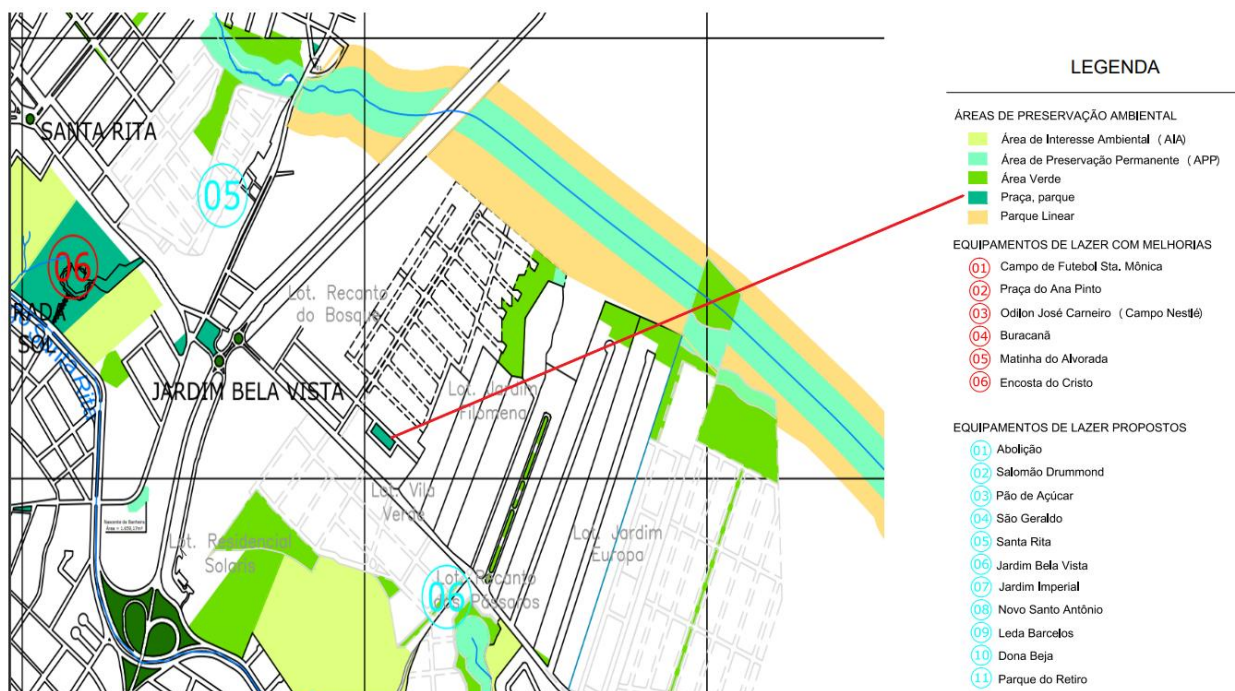 SANTA RITA
05
06
RADA
SOL
Santa Rita
Lot. Recanto
do Bosque
JARDIM BELA VISTA
Lot. Jardim
Filomena
Lot. Vila
Verde
Lot. Residencial
Solaris
Lot. Jardim
Europa
Lot. Recanto
dos Pássaros
06
LEGENDA
ÁREAS DE PRESERVAÇÃO AMBIENTAL
Área de Interesse Ambiental ( AIA)
Área de Preservação Permanente ( APP)
Área Verde
Praça, parque
Parque Linear
EQUIPAMENTOS DE LAZER COM MELHORIAS
01 Campo de Futebol Sta. Mônica
02 Praça do Ana Pinto
03 Odilon José Carneiro ( Campo Nestlé)
04 Buracanã
05 Matinha do Alvorada
06 Encosta do Cristo
EQUIPAMENTOS DE LAZER PROPOSTOS
01 Abolição
02 Salomão Drummond
03 Pão de Açúcar
04 São Geraldo
05 Santa Rita
06 Jardim Bela Vista
07 Jardim Imperial
08 Novo Santo Antônio
09 Leda Barcelos
10 Dona Beja
11 Parque do Retiro